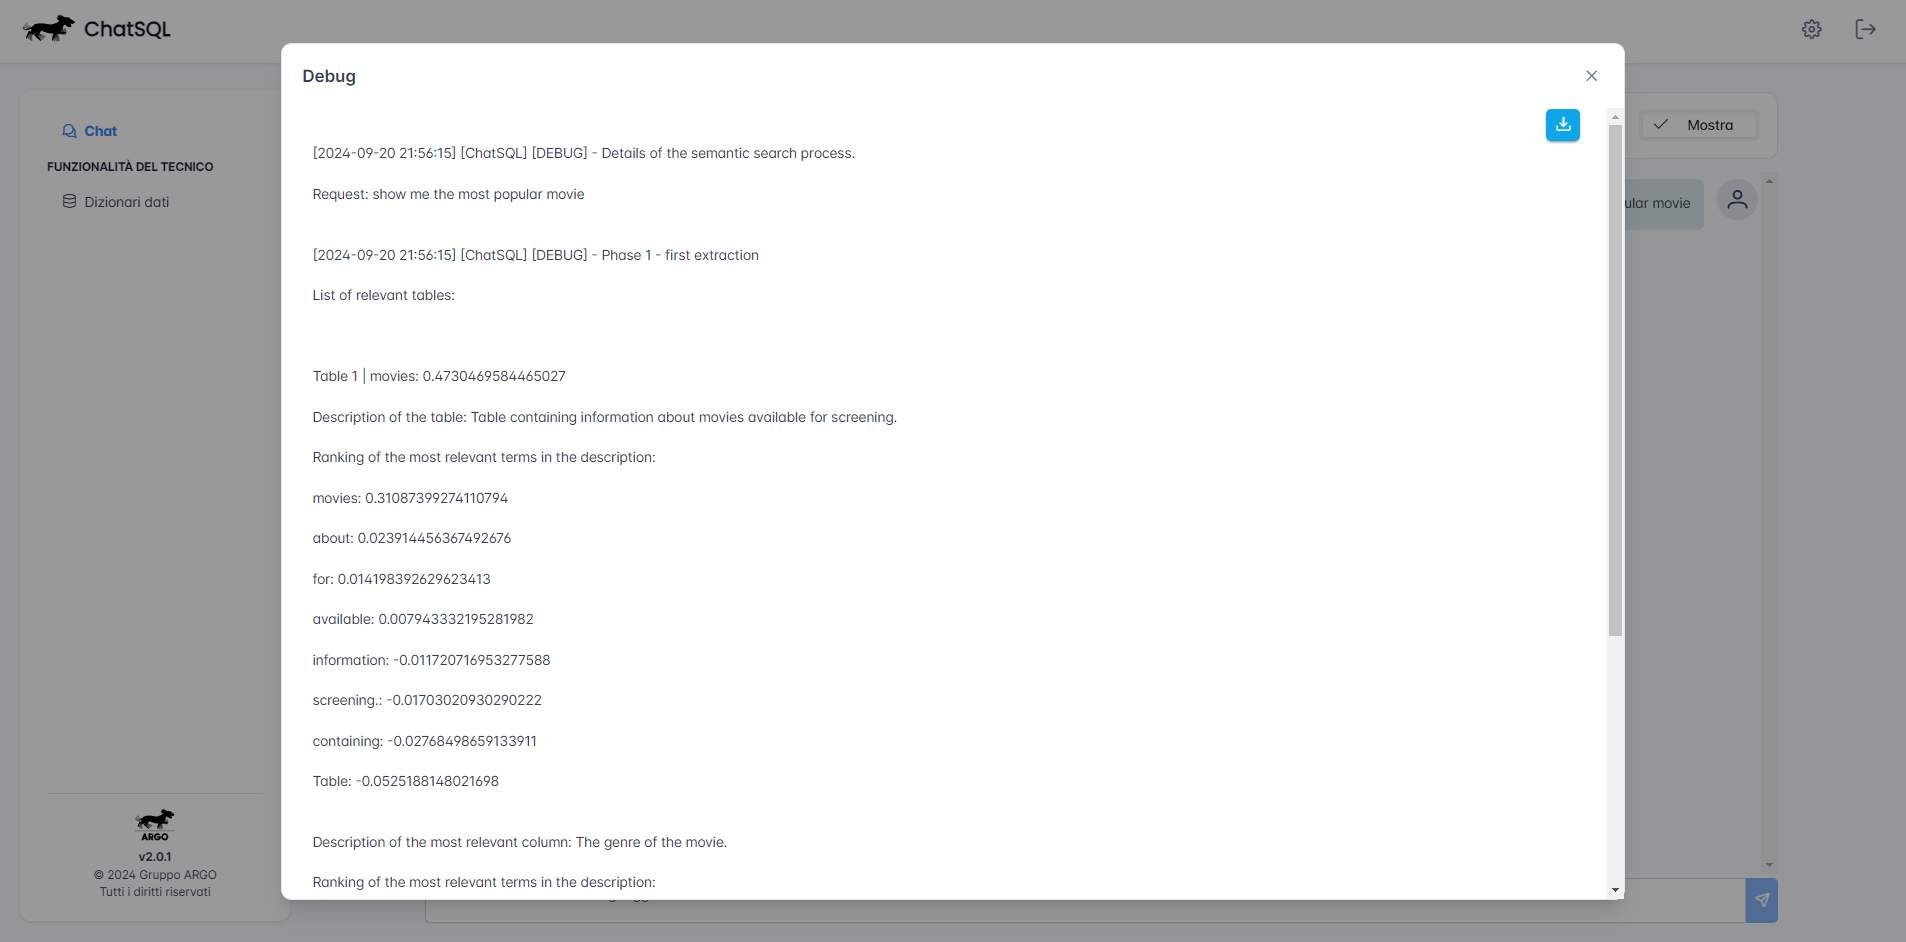 ChatSQL
Debug
Chat
Mostra
[2024-09-20 21:56:15] [ChatSQL] [DEBUG] - Details of the semantic search process.
FUNZIONALITÀ DEL TECNICO
Request: show me the most popular movie
Dizionari dati
movie
[2024-09-20 21:56:15] [ChatSQL] [DEBUG] - Phase 1 - first extraction
List of relevant tables:
Table 1 | movies: 0.4730469584465027
Description of the table: Table containing information about movies available for screening.
Ranking of the most relevant terms in the description:
movies: 0.31087399274110794
about: 0.023914456367492676
for: 0.014198392629623413
available: 0.007943332195281982
information: -0.011720716953277588
screening.: -0.01703020930290222
containing: -0.02768498659133911
Table: -0.0525188148021698
Description of the most relevant column: The genre of the movie.
Ranking of the most relevant terms in the description:
ARGO
v2.0.1
© 2024 Gruppo ARGO
Tutti i diritti riservati